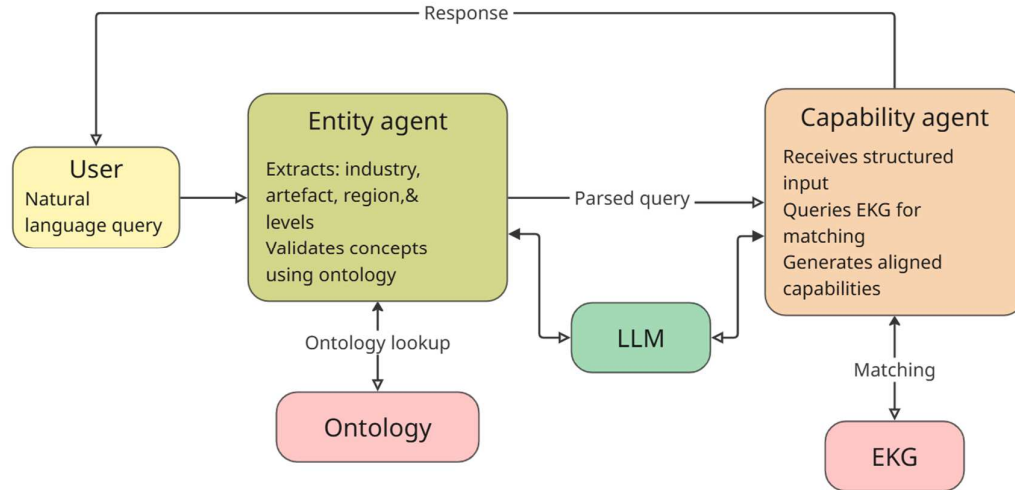 Response
User
Natural
language query
Entity agent
Extracts: industry,
artefact, region,&
levels
Validates concepts
using ontology
Parsed query
Capability agent
Receives structured
input
Queries EKG for
matching
Generates aligned
capabilities
LLM
Ontology lookup
Ontology
Matching
EKG